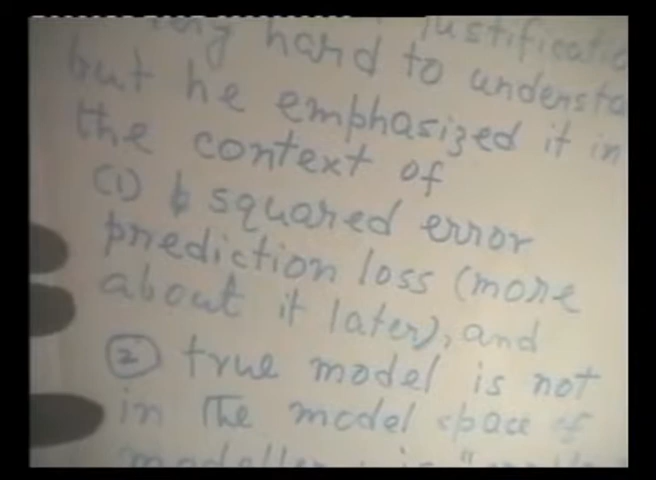 hard to understa
but he emphasized it in
the context of
(1) squared error
prediction loss (more
about it later), and
(2) true model is not
in the model space of